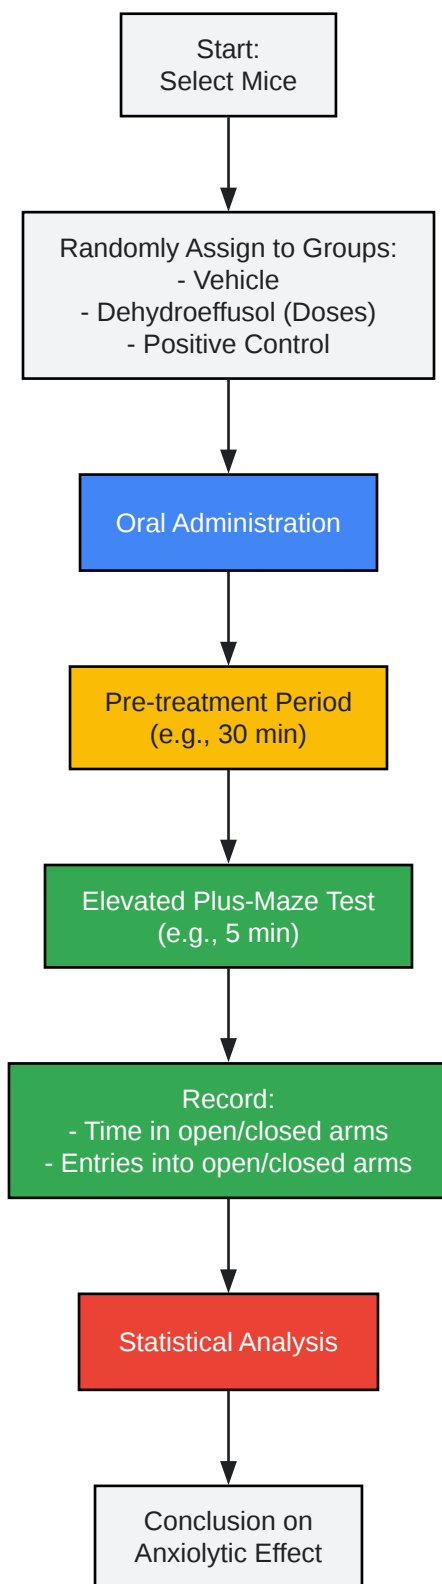 Start:
Select Mice
Randomly Assign to Groups:
- Vehicle
- Dehydroeffusol (Doses)
- Positive Control
Oral Administration
Pre-treatment Period
(e.g., 30 min)
Elevated Plus-Maze Test
(e.g., 5 min)
Record:
- Time in open/closed arms
- Entries into open/closed arms
Statistical Analysis
Conclusion on
Anxiolytic Effect